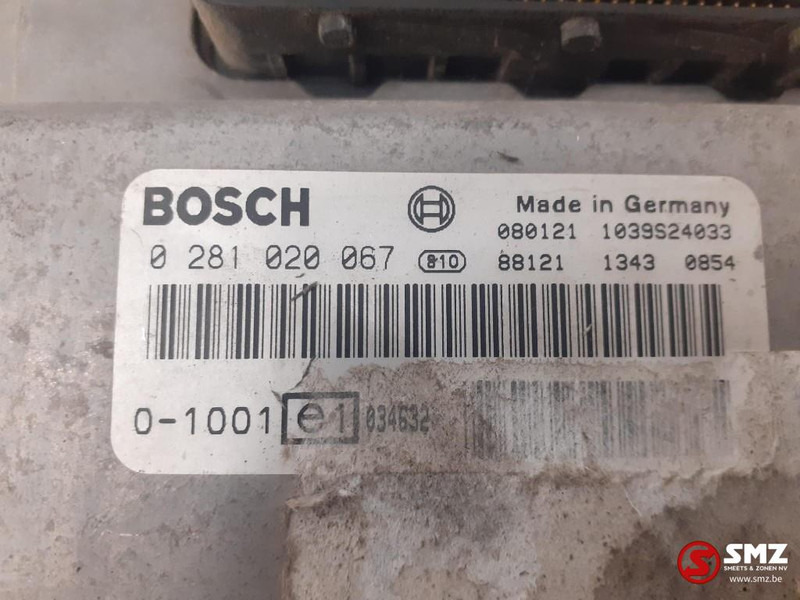 BOSCH
Made in Germany
080121 1039S24033
0 281 020 067 810 88121 1343 0854
0-1001 e1 034632
SMZ
SMEETS & ZONEN NV
www.smz.be